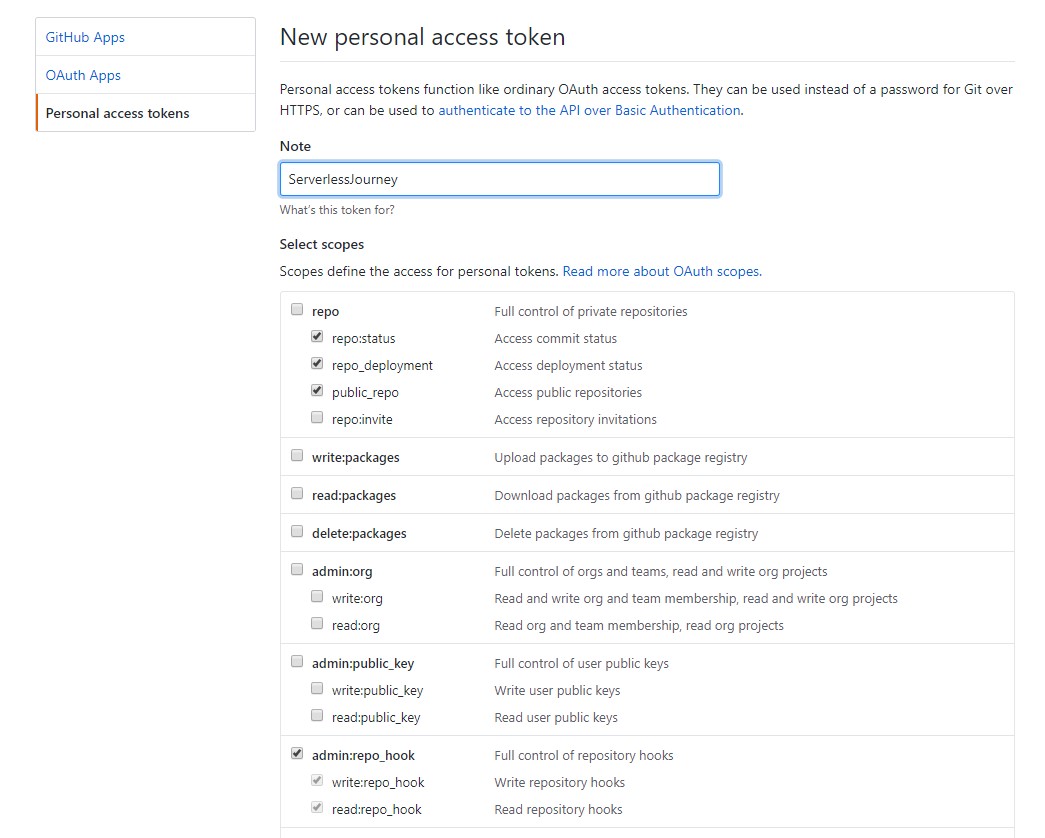 GitHub Apps
OAuth Apps
Personal access tokens
New personal access token
Personal access tokens function like ordinary OAuth access tokens. They can be used instead of a password for Git over
HTTPS, or can be used to authenticate to the API over Basic Authentication.
Note
ServerlessJourney
What's this token for?
Select scopes
Scopes define the access for personal tokens. Read more about OAuth scopes.
repo Full control of private repositories
repo:status Access commit status
repo_deployment Access deployment status
public_repo Access public repositories
repo:invite Access repository invitations
write:packages Upload packages to github package registry
read:packages Download packages from github package registry
delete:packages Delete packages from github package registry
admin:org Full control of orgs and teams, read and write org projects
write:org Read and write org and team membership, read and write org projects
read:org Read org and team membership, read org projects
admin:public_key Full control of user public keys
write:public_key Write user public keys
read:public_key Read user public keys
admin:repo_hook Full control of repository hooks
write:repo_hook Write repository hooks
read:repo_hook Read repository hooks